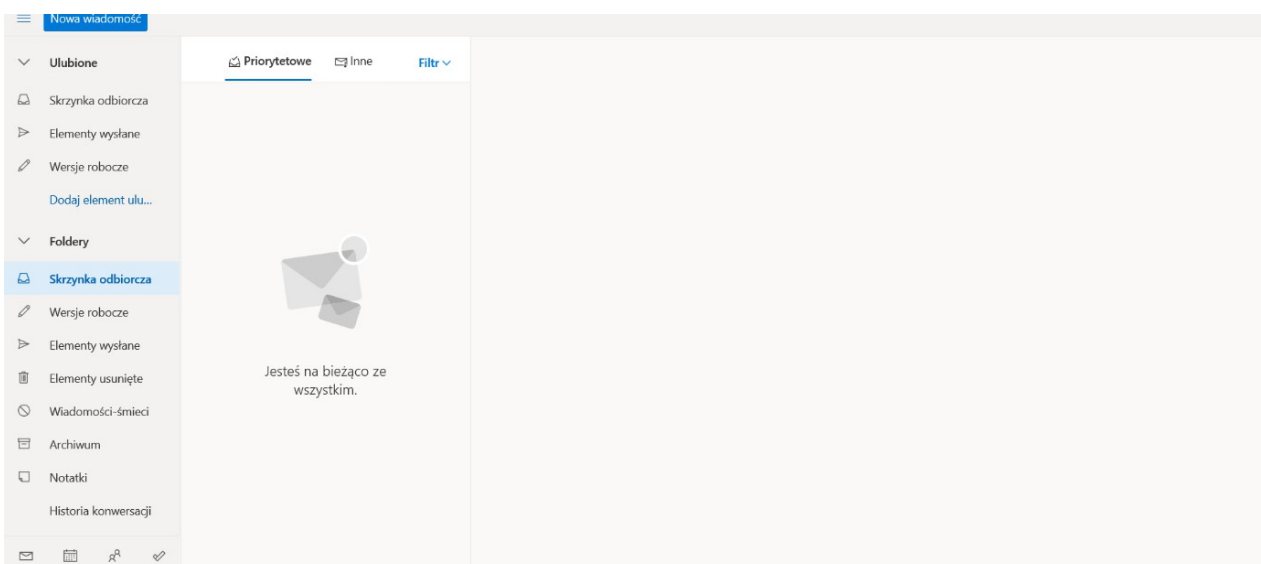 Nowa wiadomość
Ulubione
Skrzynka odbiorcza
Elementy wysłane
Wersje robocze
Dodaj element ulu...
Foldery
Skrzynka odbiorcza
Wersje robocze
Elementy wysłane
Elementy usunięte
Wiadomości-śmieci
Archiwum
Notatki
Historia konwersacji
Priorytetowe Inne Filtr
Jesteś na bieżąco ze
wszystkim.